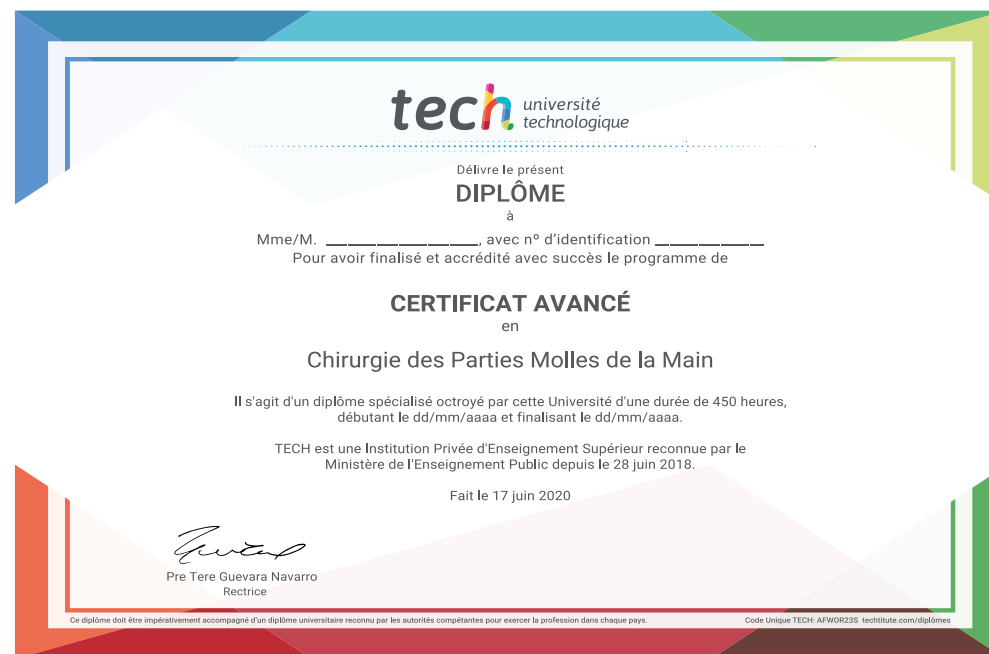 tech université
technologique
Délivre le présent
DIPLÔME
à
Mme/M. ____________________, avec nº d'identification ______________
Pour avoir finalisé et accrédité avec succès le programme de
CERTIFICAT AVANCÉ
en
Chirurgie des Parties Molles de la Main
Il s'agit d'un diplôme spécialisé octroyé par cette Université d'une durée de 450 heures,
débutant le dd/mm/aaaa et finalisant le dd/mm/aaaa.
TECH est une Institution Privée d'Enseignement Supérieur reconnue par le
Ministère de l'Enseignement Public depuis le 28 juin 2018.
Fait le 17 juin 2020
Pre Tere Guevara Navarro
Rectrice
Ce diplôme doit être impérativement accompagné d'un diplôme universitaire reconnu par les autorités compétantes pour exercer la profession dans chaque pays.
Code Unique TECH: AFWOR23S techtitute.com/diplômes